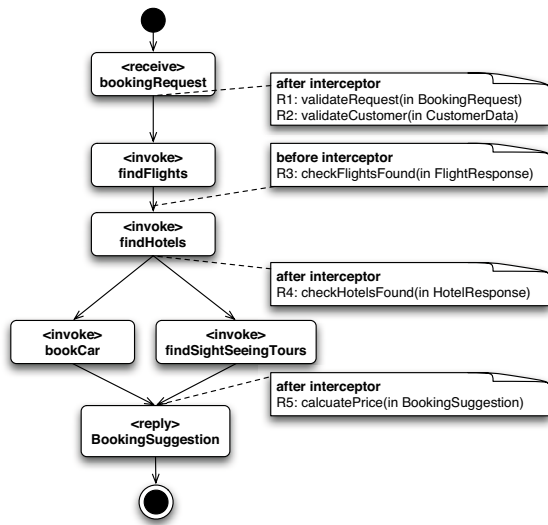 <receive>
bookingRequest
after interceptor
R1: validateRequest(in BookingRequest)
R2: validateCustomer(in CustomerData)
<invoke>
findFlights
before interceptor
R3: checkFlightsFound(in FlightResponse)
<invoke>
findHotels
after interceptor
R4: checkHotelsFound(in HotelResponse)
<invoke>
bookCar
<invoke>
findSightSeeingTours
after interceptor
R5: calcuatePrice(in BookingSuggestion)
<reply>
BookingSuggestion